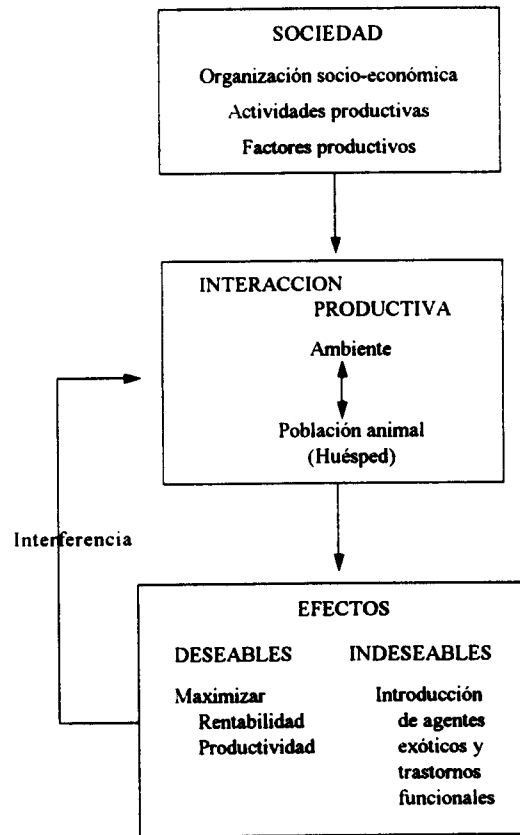 SOCIEDAD
Organización socio-económica
Actividades productivas
Factores productivos
INTERACCION
PRODUCTIVA
Ambiente
Población animal
(Huésped)
Interferencia
EFECTOS
DESEABLES
Maximizar
Rentabilidad
Productividad
INDESEABLES
Introducción
de agentes
exóticos y
trastornos
funcionales